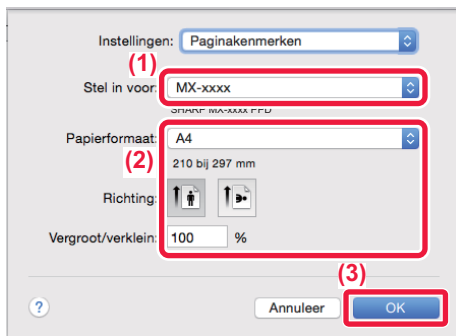 Instellingen: Paginakenmerken
(1)
Stel in voor: MX-xxxx
SHARP MX-xxxx PPD
Papierformaat: A4
(2)
210 bij 297 mm
Richting:
Vergroot/verklein: 100 %
(3)
? Annuleer OK